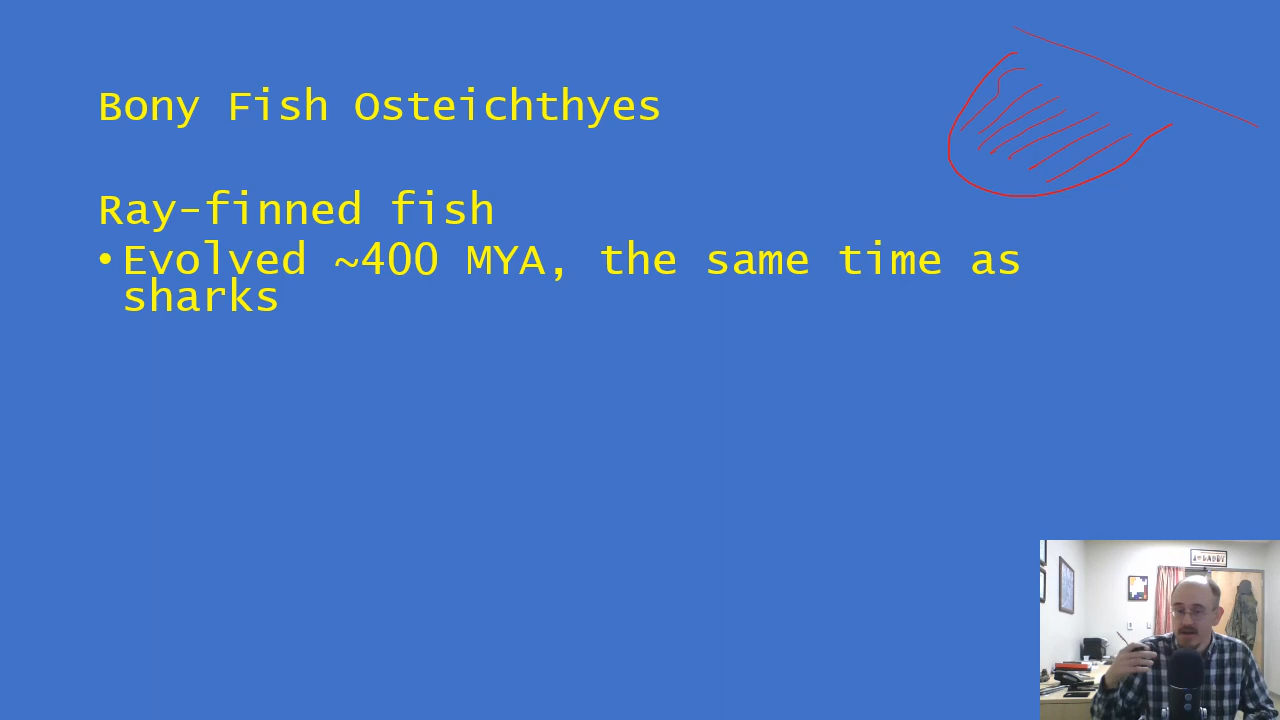 Bony Fish Osteichthyes
Ray-finned fish
•Evolved ~400 MYA, the same time as
sharks